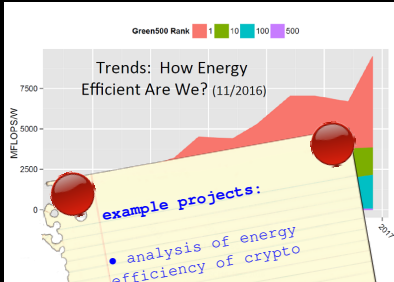 Green500 Rank 1 10 100 500
Trends: How Energy
Efficient Are We? (11/2016)
MFLOPS/W
7500
5000
2500
0
2017
example projects:
• analysis of energy
efficiency of crypto